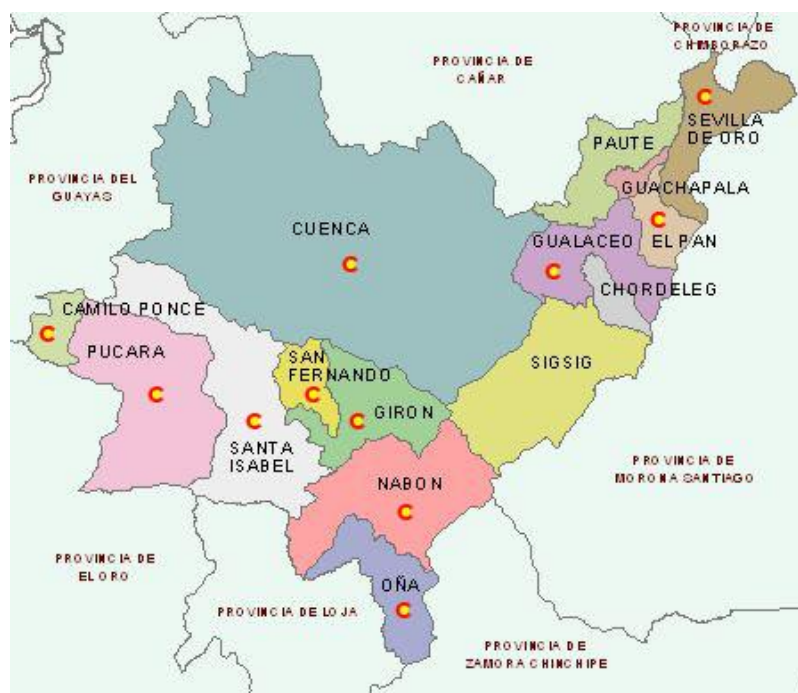 PROVINCIA DE
CHIMBORAZO
PROVINCIA DE
CAÑAR
C
SEVILLA
DE ORO
PAUTE
PROVINCIA DEL
GUAYAS
GUACHAPALA
C
CUENCA
GUALACEO
EL PAN
C
C
CHORDELEG
CAMILO PONCE
C
PUCARA
SAN
FERNANDO
SIGSIG
C
C
GIRON
C
C
SANTA
ISABEL
PROVINCIA DE
MORONA SANTIAGO
NABON
C
PROVINCIA DE
EL ORO
OÑA
C
PROVINCIA DE LOJA
PROVINCIA DE
ZAMORA CHINCHIPE